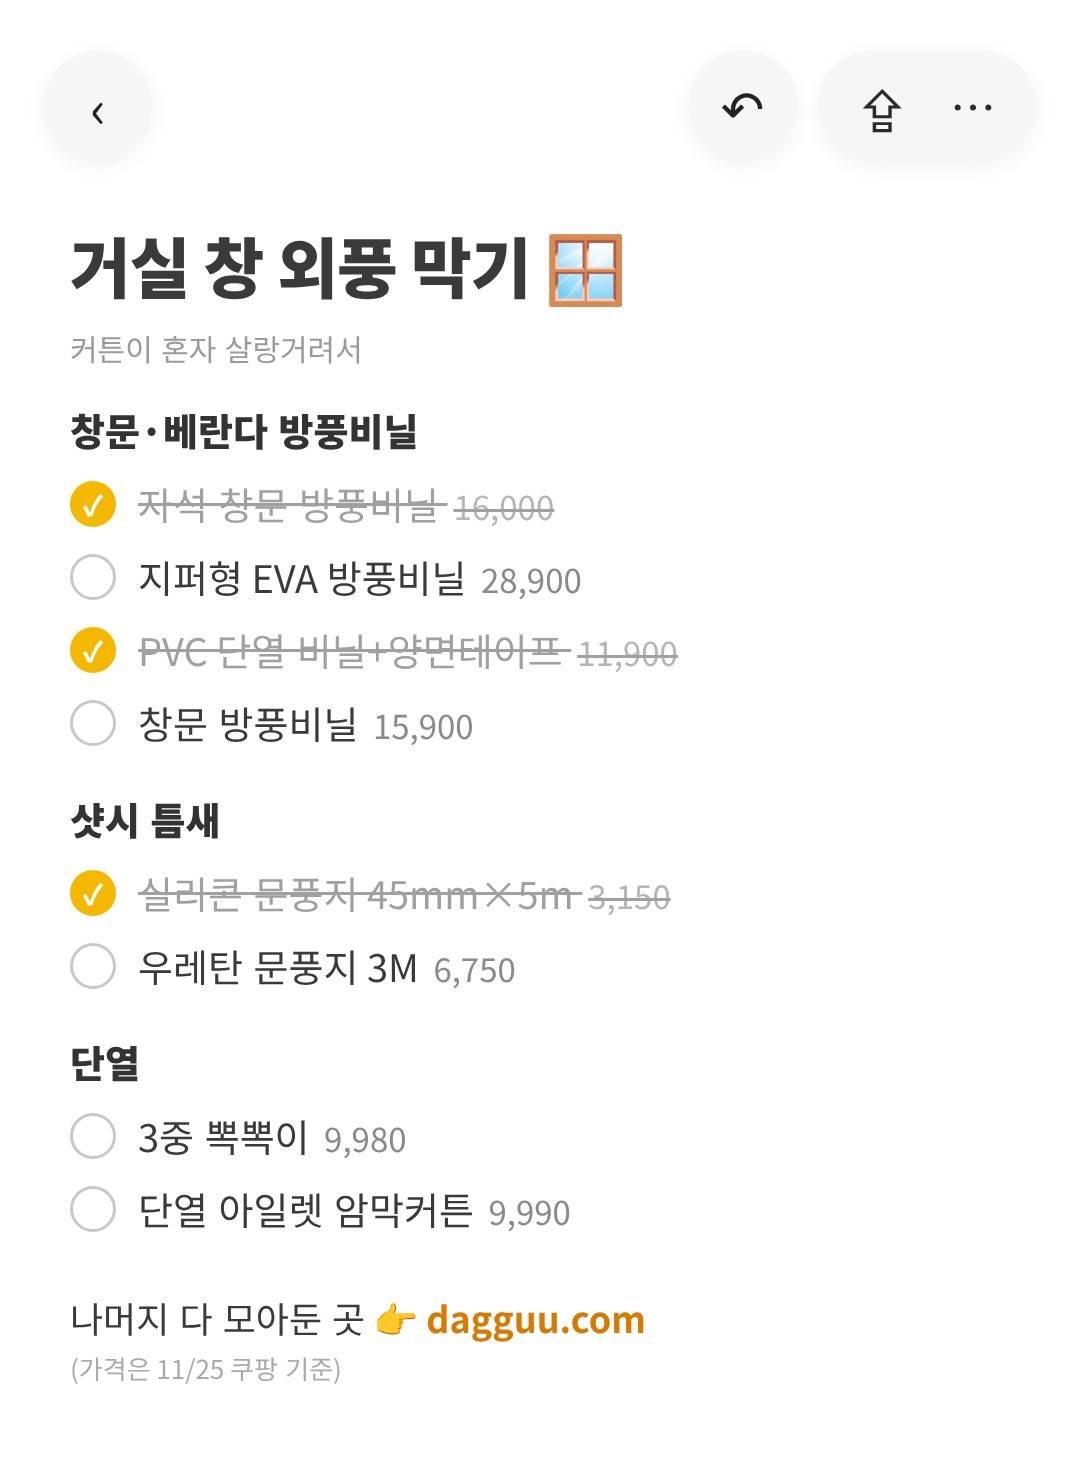 거실 창 외풍 막기 🪟
커튼이 혼자 살랑거려서
창문·베란다 방풍비닐
자석 창문 방풍비닐 16,000
지퍼형 EVA 방풍비닐 28,900
PVC 단열 비닐+양면테이프 11,900
창문 방풍비닐 15,900
샷시 틈새
실리콘 문풍지 45mm×5m 3,150
우레탄 문풍지 3M 6,750
단열
3중 뽁뽁이 9,980
단열 아일렛 암막커튼 9,990
나머지 다 모아둔 곳 👉 dagguu.com
(가격은 11/25 쿠팡 기준)